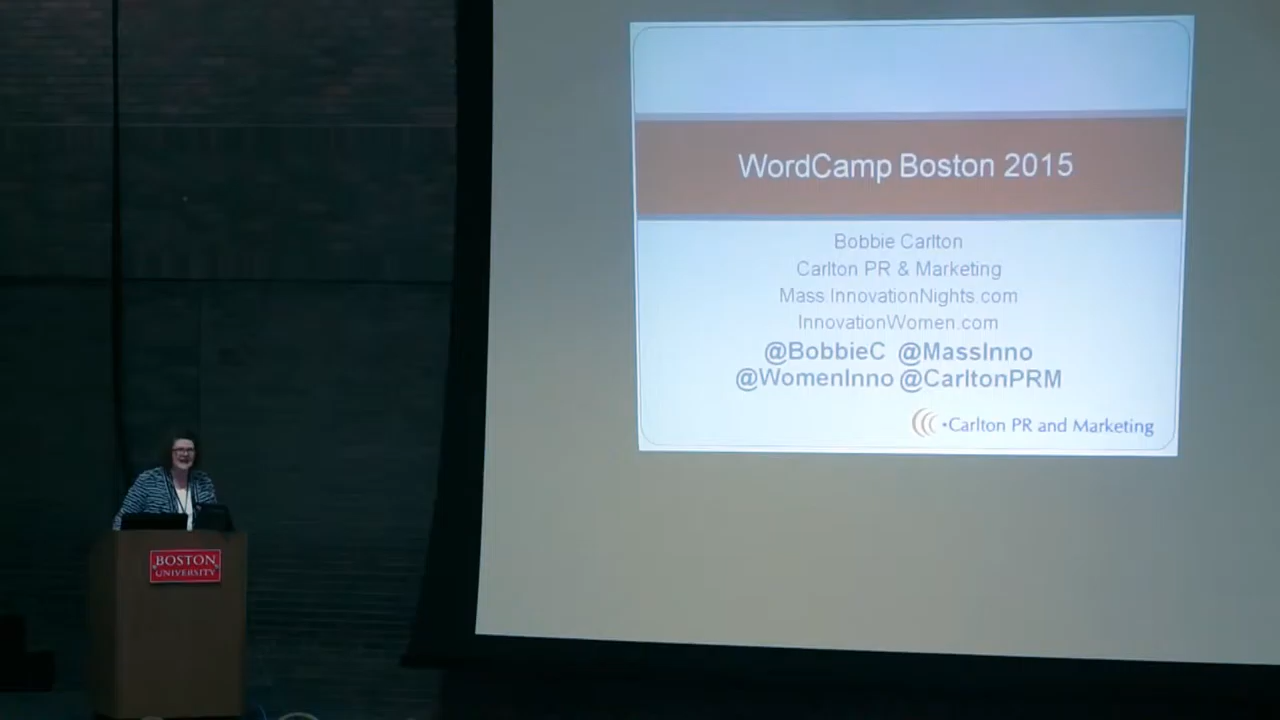 WordCamp Boston 2015
Bobbie Carlton
Carlton PR & Marketing
Mass.InnovationNights.com
InnovationWomen.com
@BobbieC @MassInno
@WomenInno @CarltonPRM
•Carlton PR and Marketing
BOSTON
UNIVERSITY